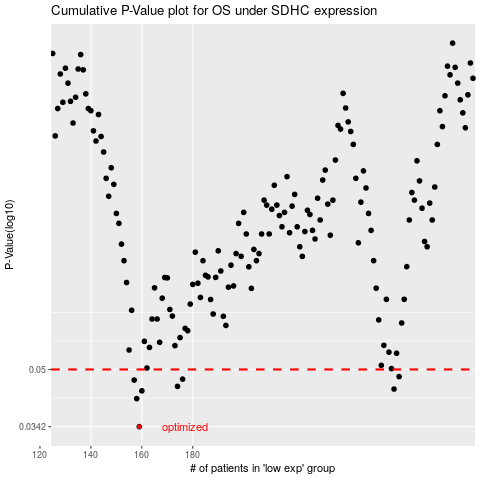 Cumulative P-Value plot for OS under SDHC expression
P-Value(log10)
0.05
0.0342
optimized
120 140 160 180
# of patients in 'low exp' group